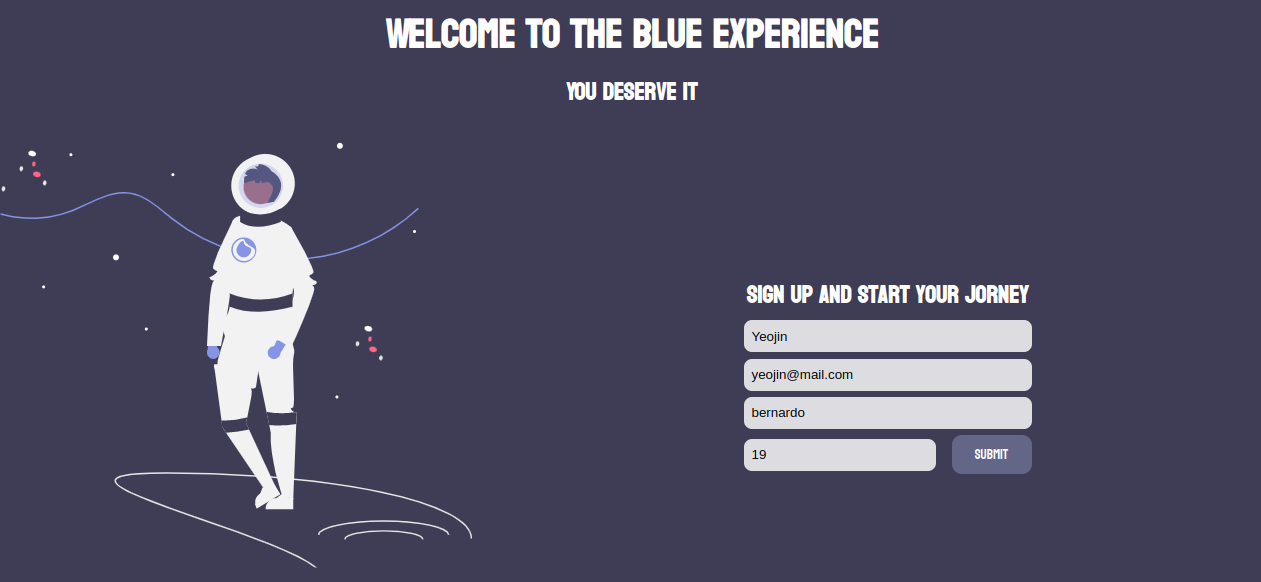 WELCOME TO THE BLUE EXPERIENCE
YOU DESERVE IT
SIGN UP AND START YOUR JORNEY
Yeojin
yeojin@mail.com
bernardo
19
SUBMIT